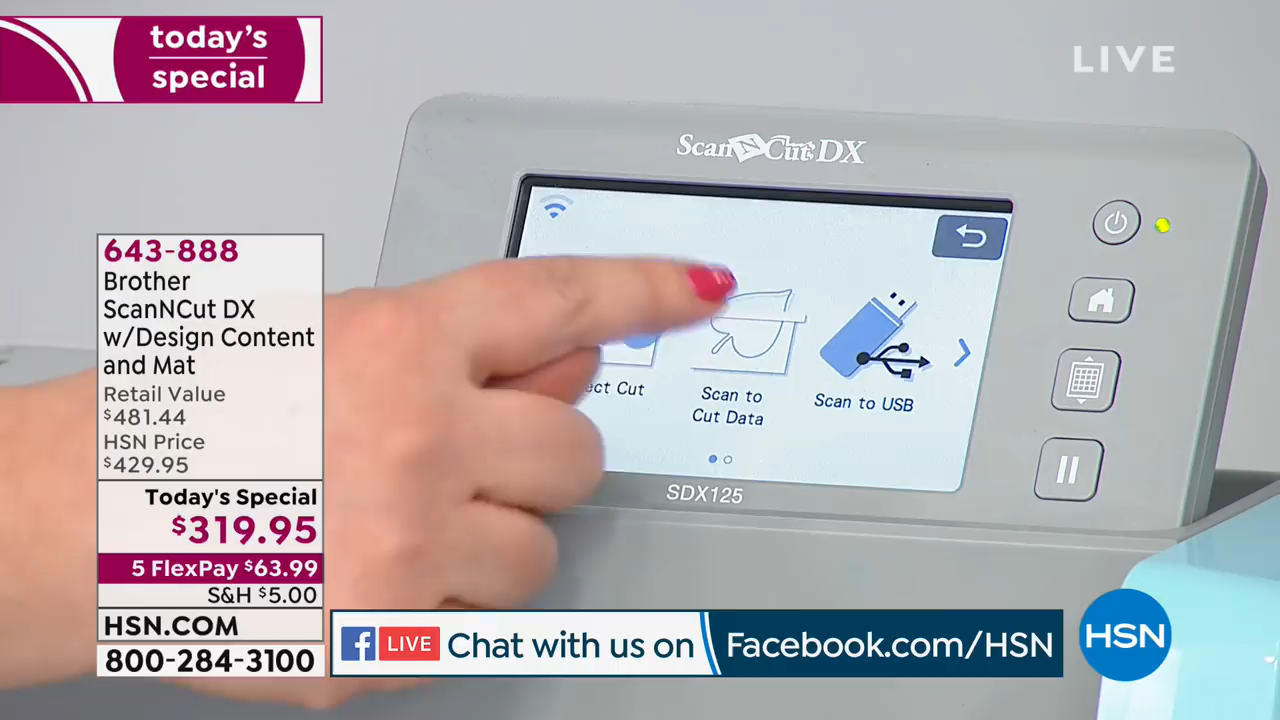 today's
special
LIVE
ScanNCut DX
643-888
Brother
ScanNCut DX
w/Design Content
and Mat
Retail Value
$481.44
HSN Price
$429.95
Today's Special
$319.95
5 FlexPay $63.99
S&H $5.00
HSN.COM
800-284-3100
ect Cut
Scan to
Cut Data
Scan to USB
SDX125
f LIVE Chat with us on Facebook.com/HSN
HSN